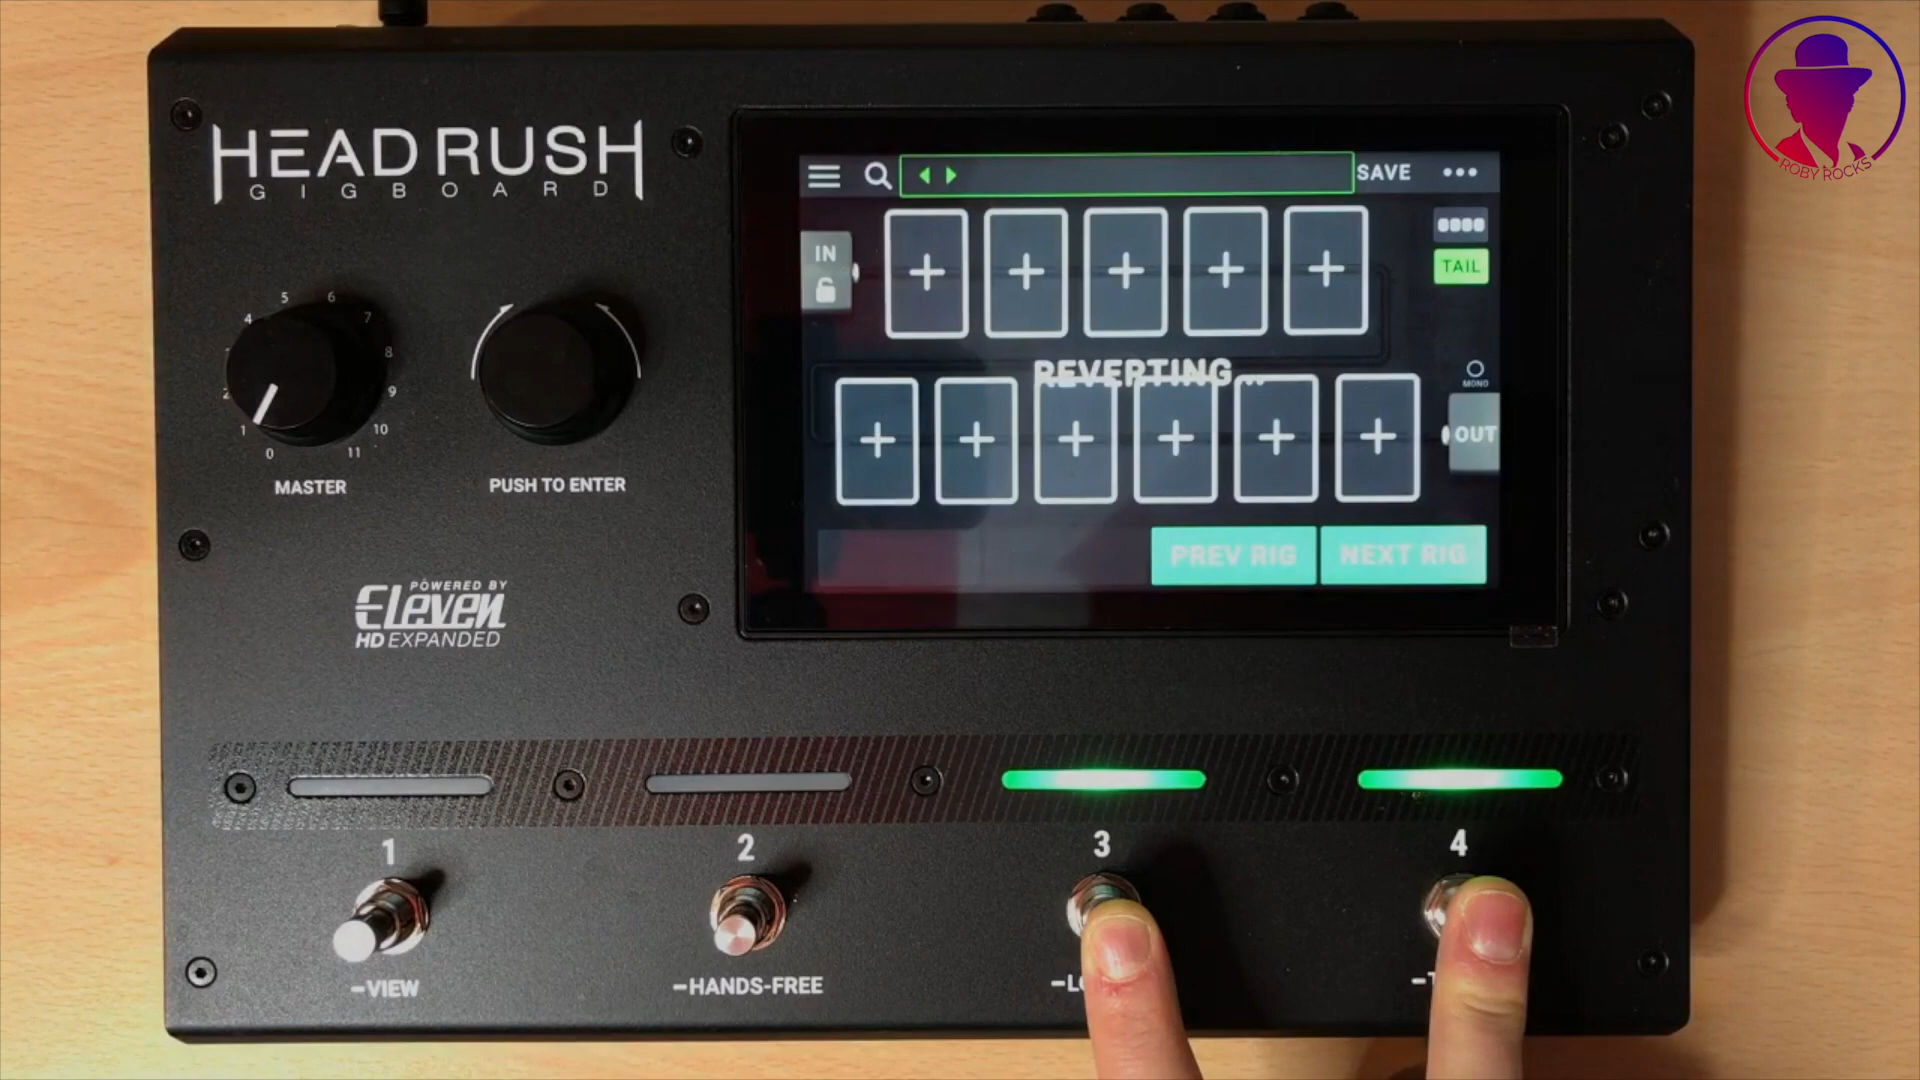 HEADRUSH
GIGBOARD
SAVE
IN
TAIL
REVERTING...
MONO
OUT
PREV RIG
NEXT RIG
0
1
2
4
5
6
7
8
9
10
11
MASTER
PUSH TO ENTER
POWERED BY
Eleven
HD EXPANDED
1
2
3
4
–VIEW
–HANDS-FREE
ROBY ROCKS